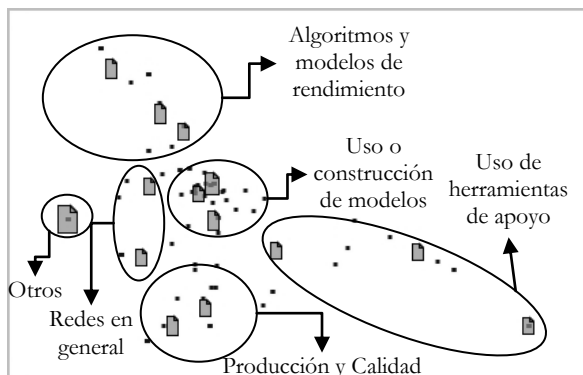 Algoritmos y
modelos de
rendimiento
Uso o
construcción
de modelos
Uso de
herramientas
de apoyo
Otros
Redes en
general
Producción y Calidad